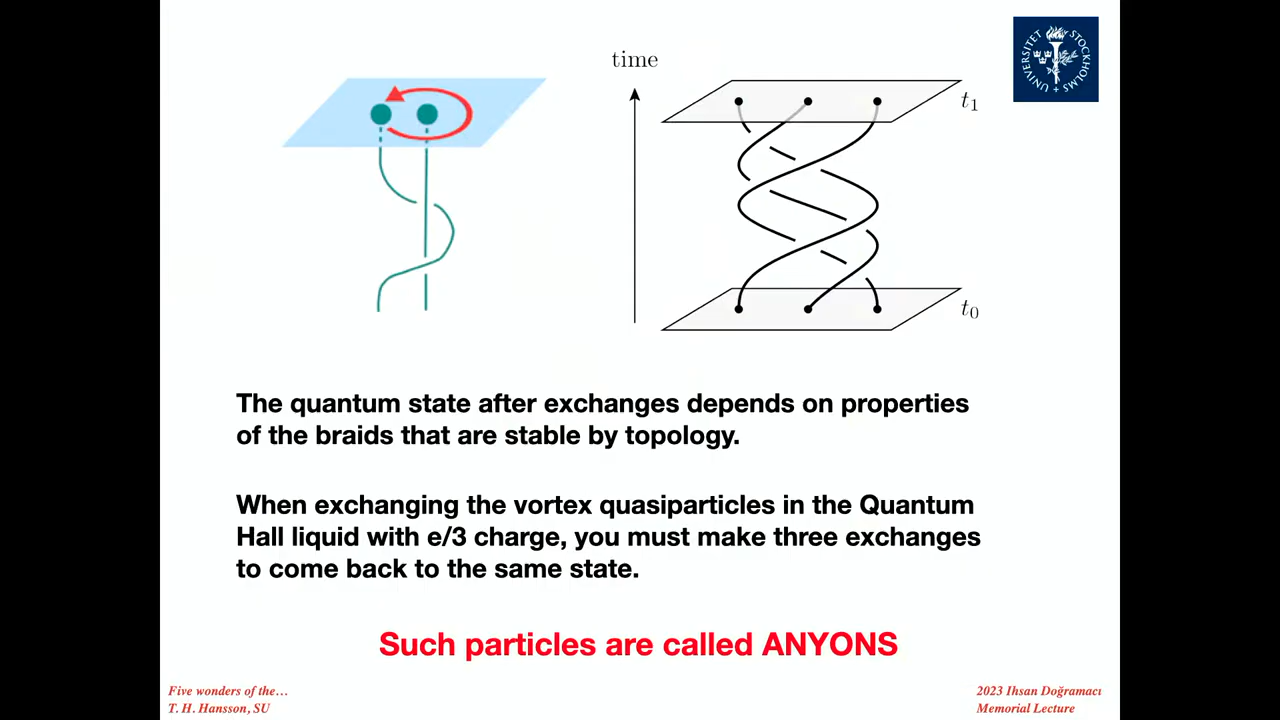 time
UNIVERSITET STOCKHOLMS +
t1
t0
The quantum state after exchanges depends on properties
of the braids that are stable by topology.
When exchanging the vortex quasiparticles in the Quantum
Hall liquid with e/3 charge, you must make three exchanges
to come back to the same state.
Such particles are called ANYONS
Five wonders of the…
T. H. Hansson, SU
2023 Ihsan Doğramacı
Memorial Lecture